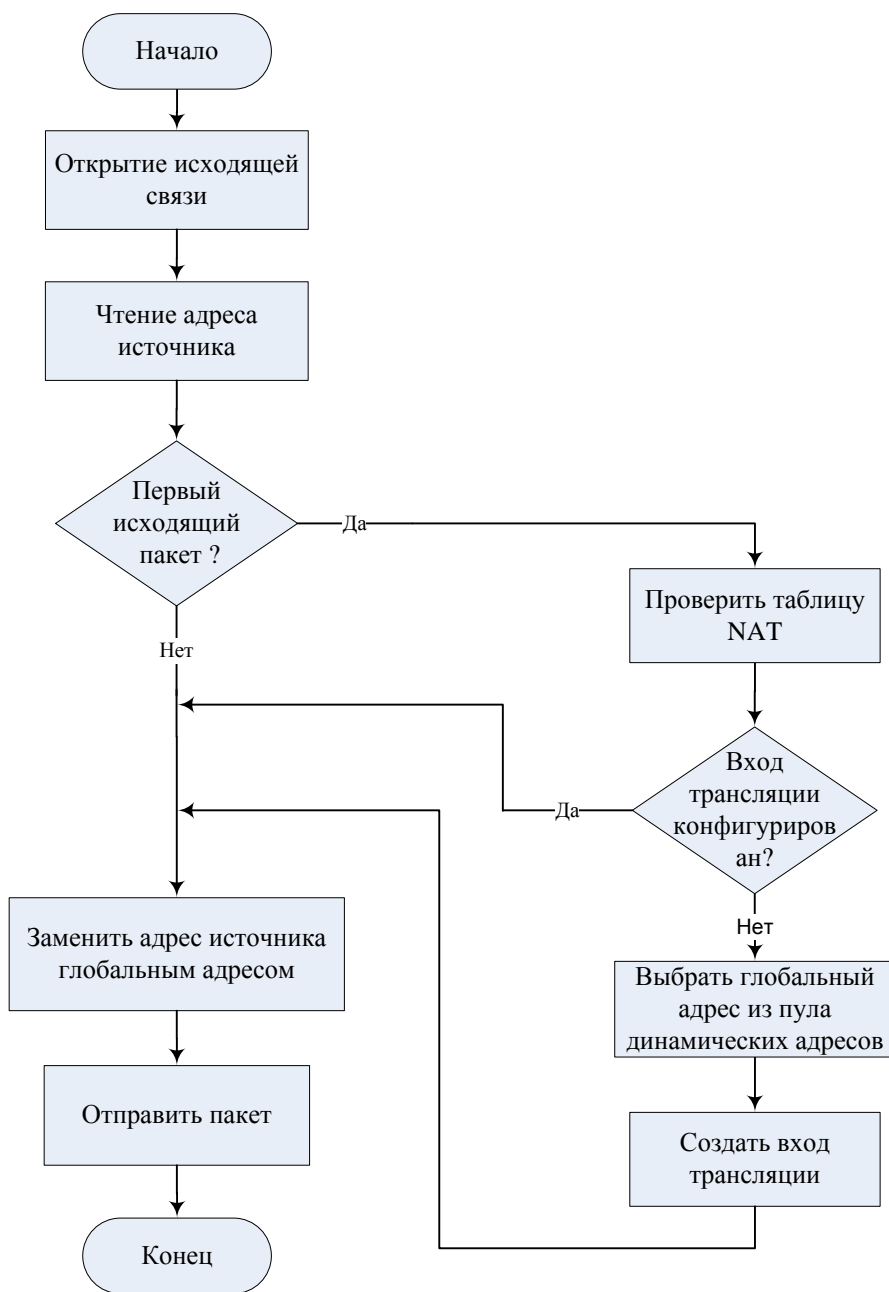 Начало
Открытие исходящей
связи
Чтение адреса
источника
Первый
исходящий
пакет ?
Да
Проверить таблицу
NAT
Нет
Вход
трансляции
конфигуриров
ан?
Да
Нет
Заменить адрес источника
глобальным адресом
Выбрать глобальный
адрес из пула
динамических адресов
Отправить пакет
Создать вход
трансляции
Конец